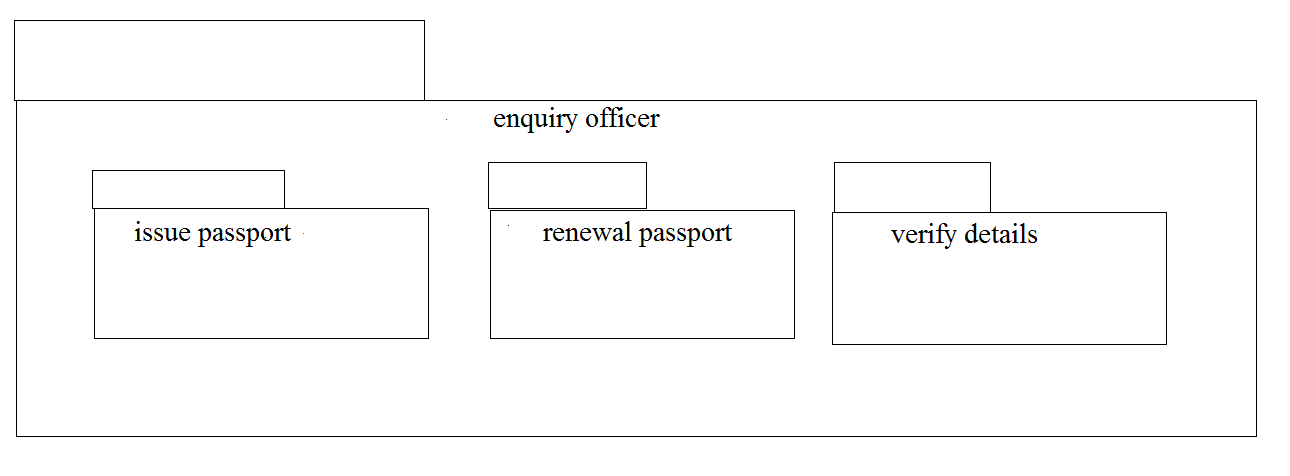 enquiry officer
issue passport
renewal passport
verify details